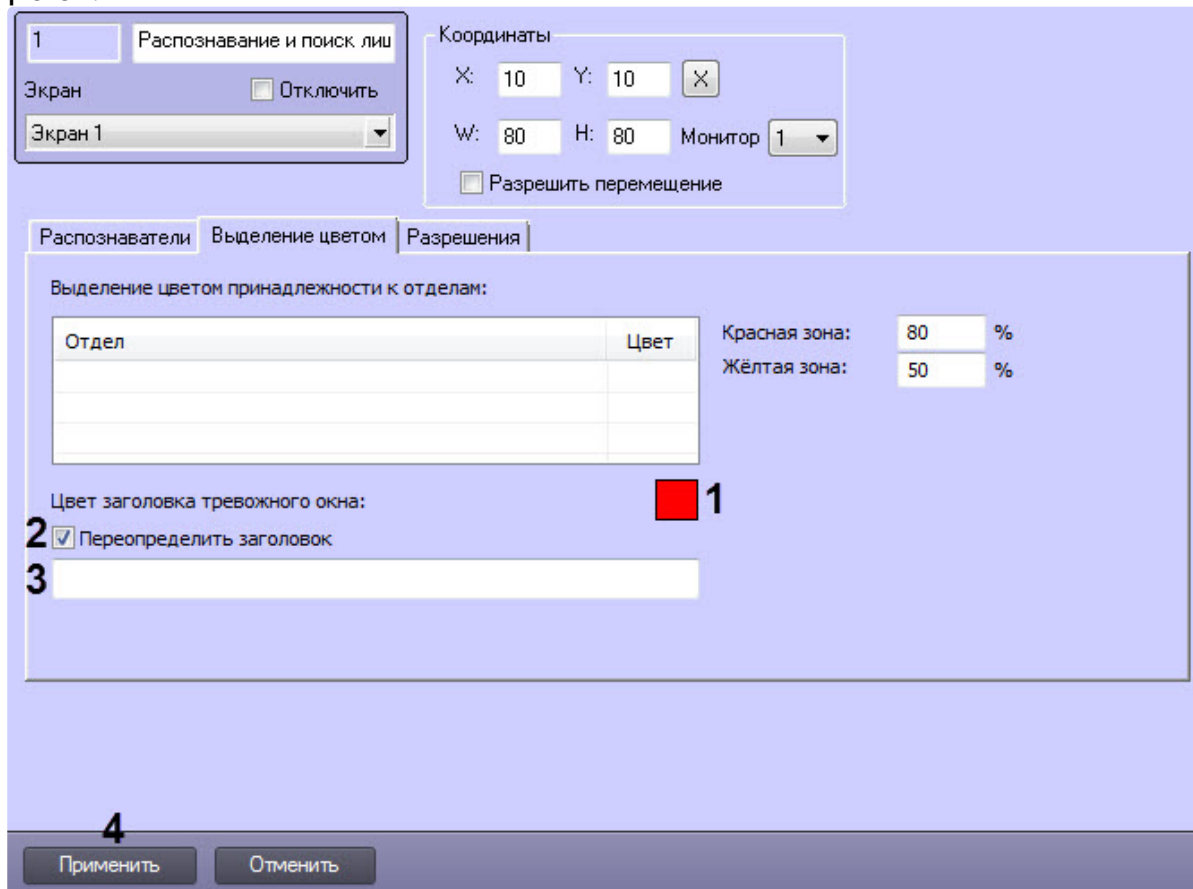 1 Распознавание и поиск лиц
Экран Отключить
Экран 1
Координаты
X: 10 Y: 10 X
W: 80 H: 80 Монитор 1
Разрешить перемещение
Распознаватели Выделение цветом Разрешения
Выделение цветом принадлежности к отделам:
Отдел Цвет
Красная зона: 80 %
Жёлтая зона: 50 %
Цвет заголовка тревожного окна: 1
2 Переопределить заголовок
3
4
Применить Отменить